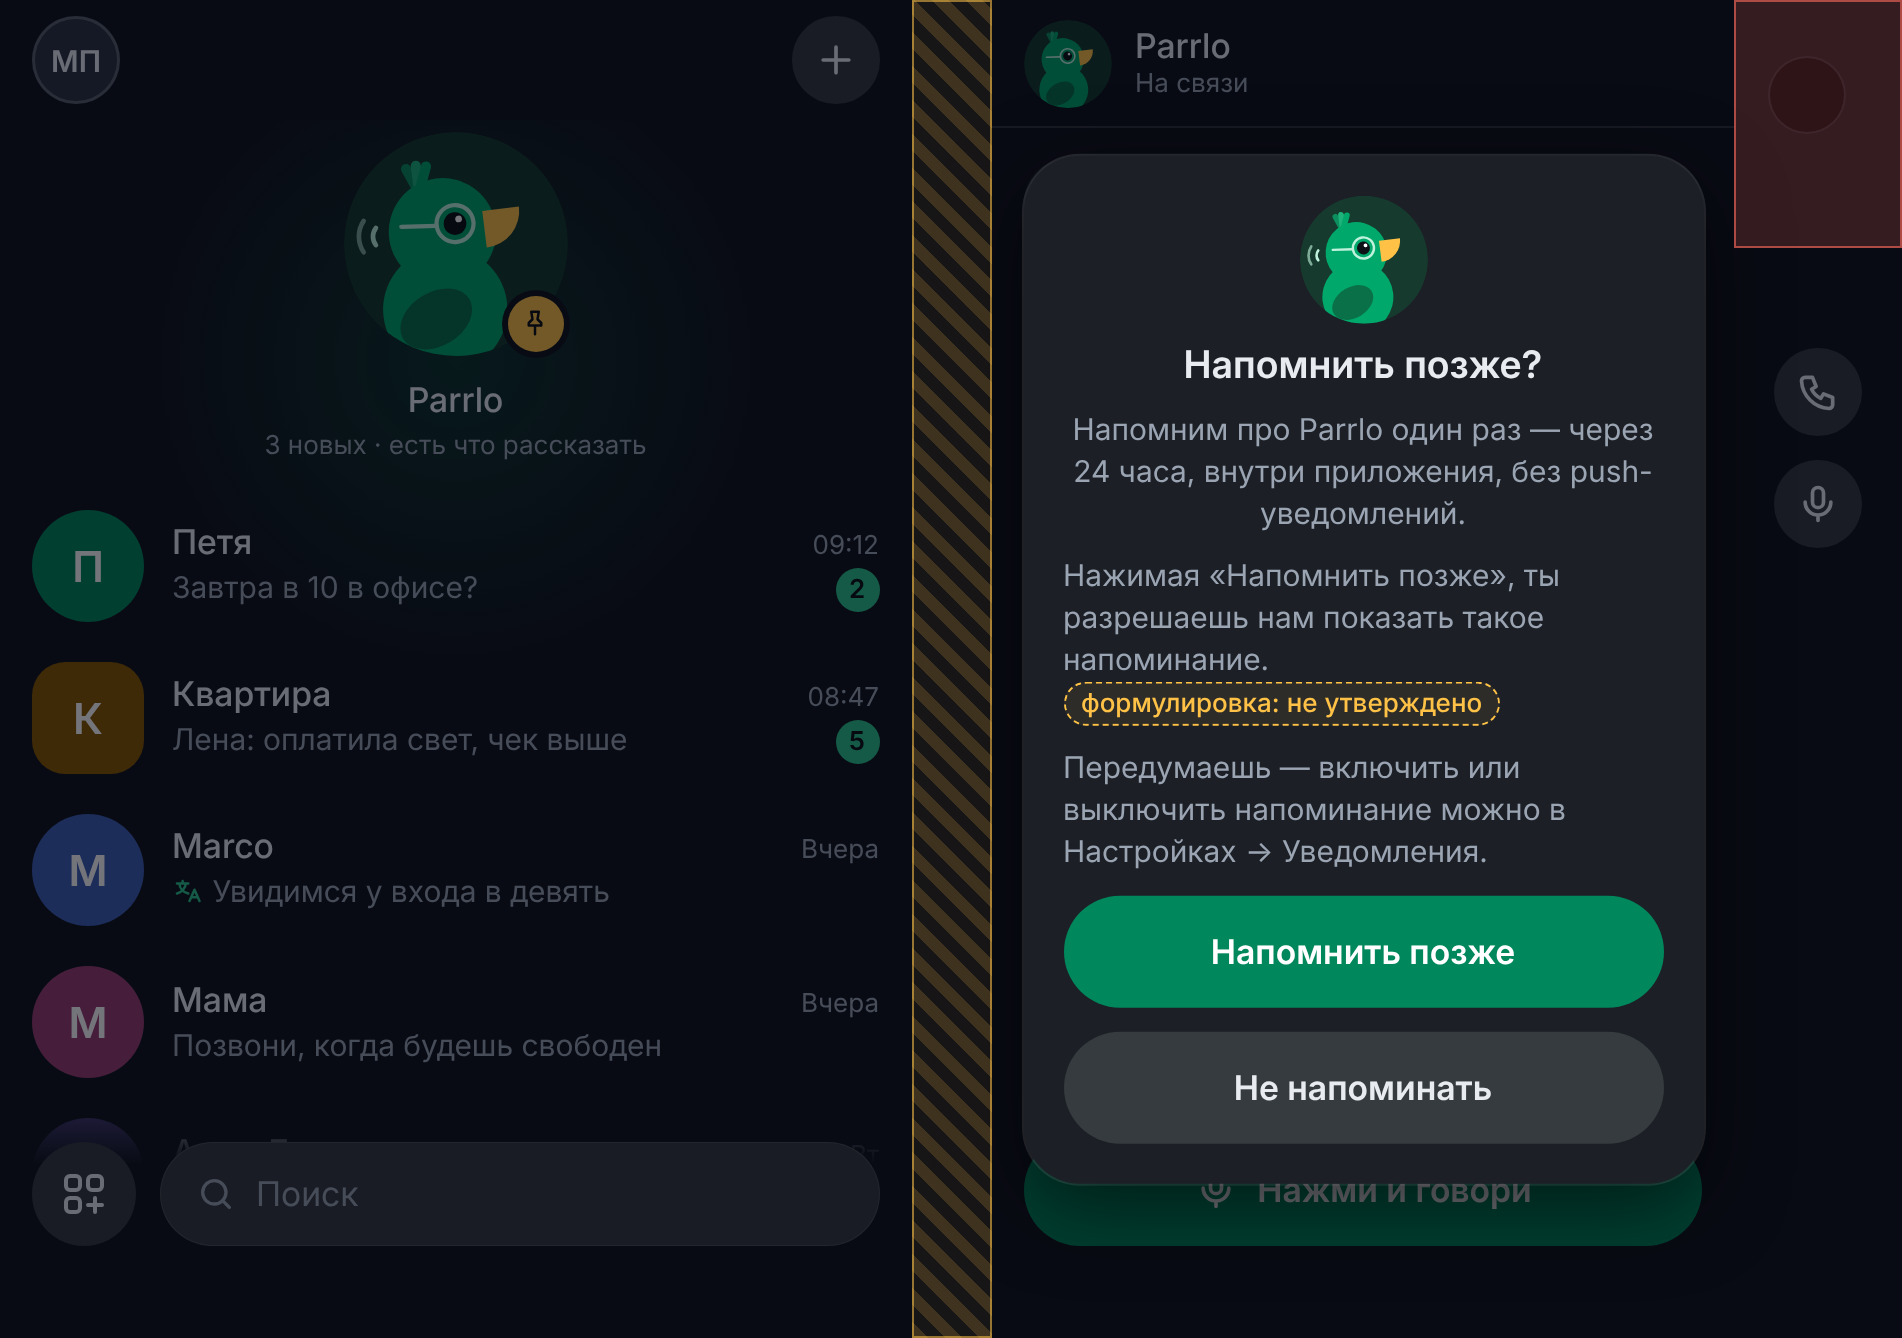 МП
Parrlo
3 новых · есть что рассказать
П
Петя
09:12
Завтра в 10 в офисе?
2
К
Квартира
08:47
Лена: оплатила свет, чек выше
5
M
Marco
Вчера
Увидимся у входа в девять
М
Мама
Вчера
Позвони, когда будешь свободен
Поиск
Parrlo
На связи
Напомнить позже?
Напомним про Parrlo один раз — через
24 часа, внутри приложения, без push-
уведомлений.
Нажимая «Напомнить позже», ты
разрешаешь нам показать такое
напоминание.
формулировка: не утверждено
Передумаешь — включить или
выключить напоминание можно в
Настройках → Уведомления.
Напомнить позже
Не напоминать
Нажми и говори